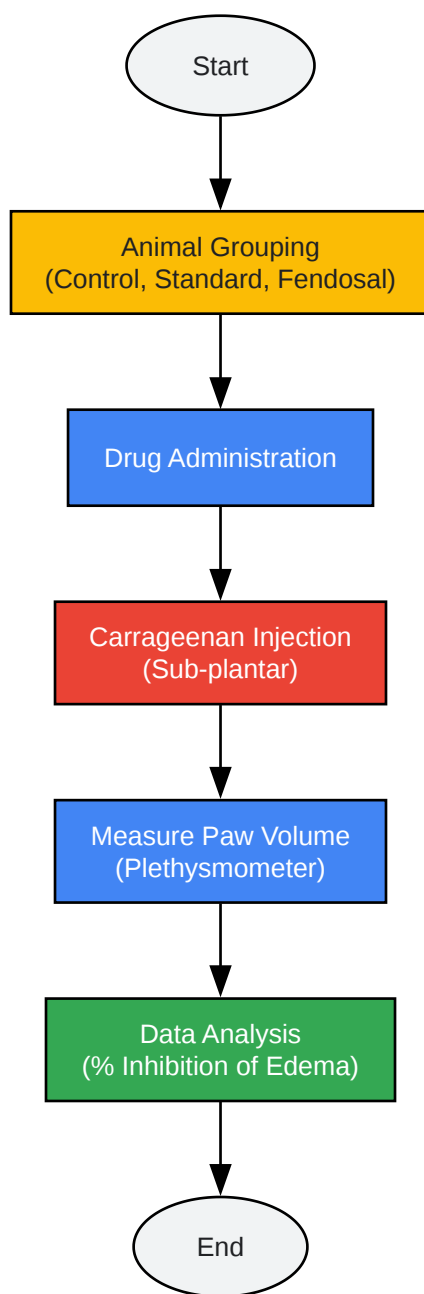 Start
Animal Grouping
(Control, Standard, Fendosal)
Drug Administration
Carrageenan Injection
(Sub-plantar)
Measure Paw Volume
(Plethysmometer)
Data Analysis
(% Inhibition of Edema)
End